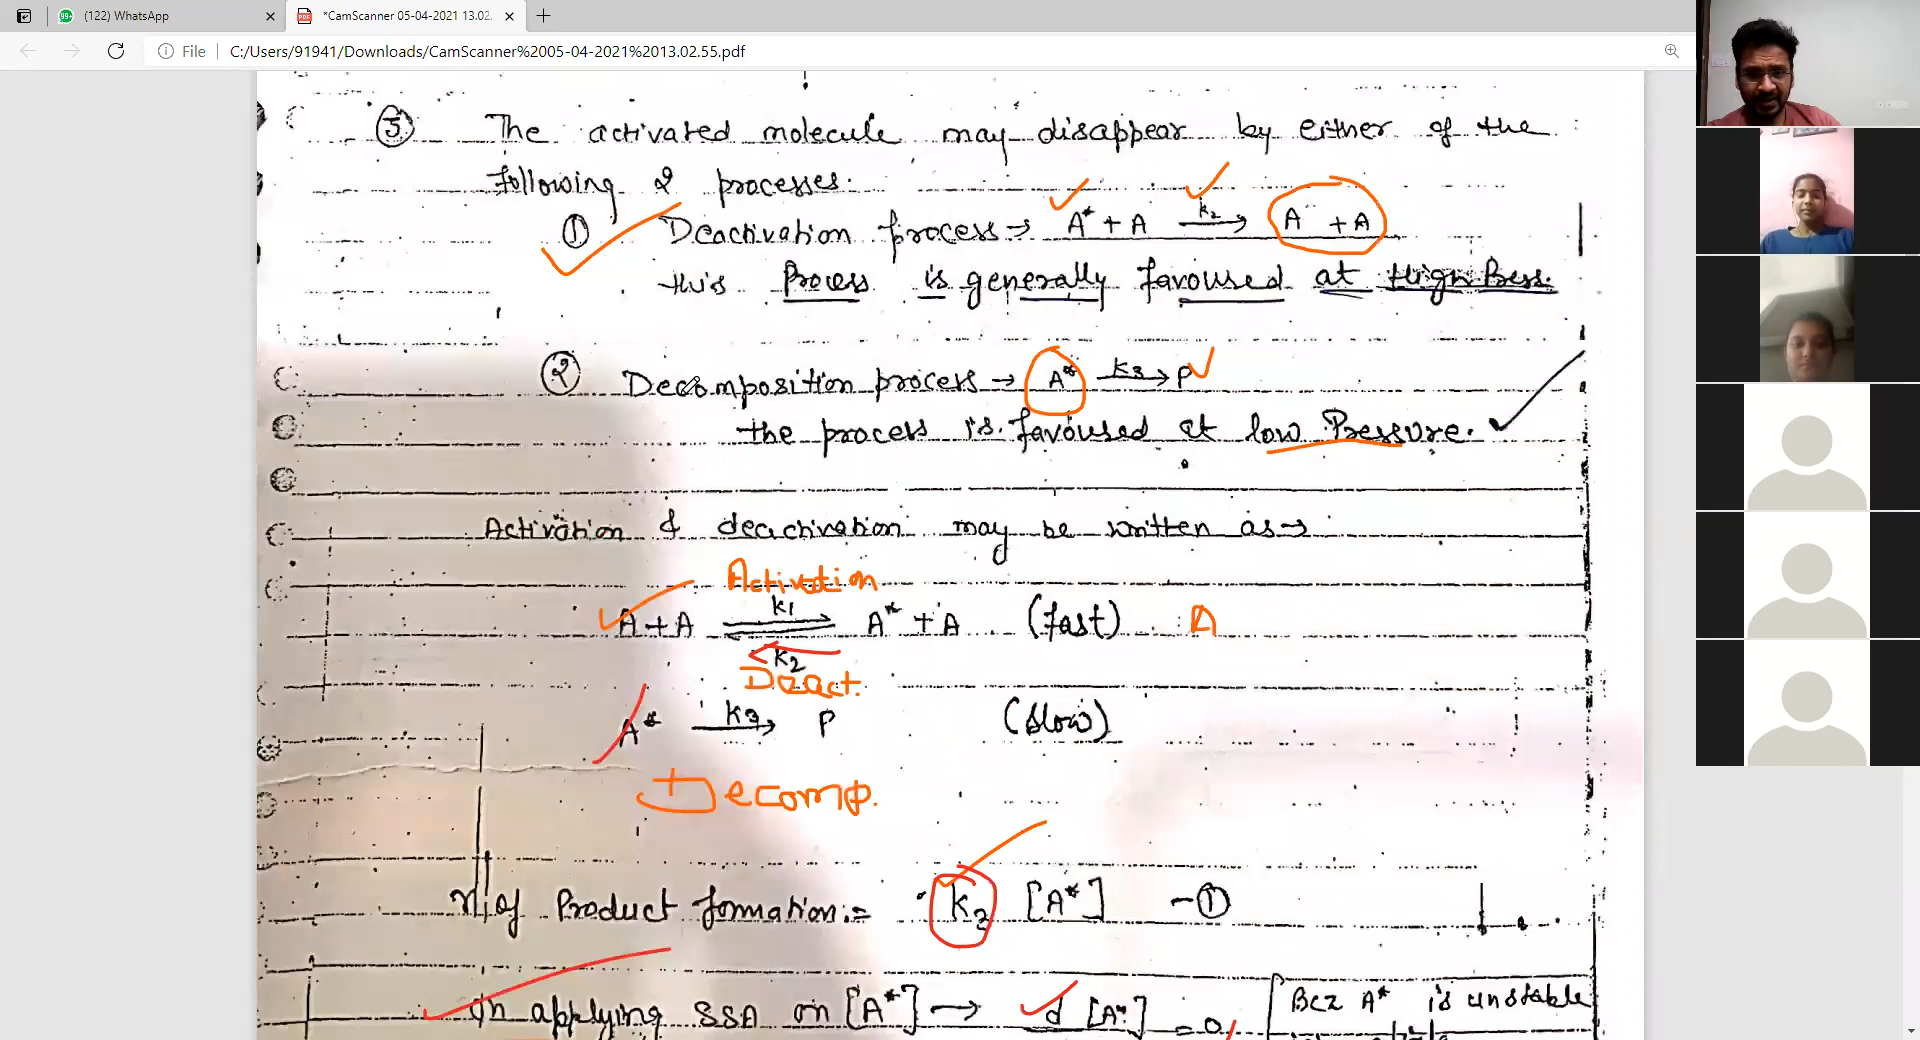 (122) WhatsApp
*CamScanner 05-04-2021 13.02.
File C:/Users/91941/Downloads/CamScanner%2005-04-2021%2013.02.55.pdf
③ The activated molecule may disappear by either of the
following 2 processes.
① Deactivation process → A* + A k2→ A + A
this Process is generally favoused at High Press.
② Decomposition process → A* k3→ P
the process is favoused at low Pressure.
Activation & deactivation may be written as →
Activation
A + A k1 ⇌ A* + A (fast) A
k2
Deact.
A* k3→ P (slow)
Decomp.
r of Product formation:= k3 [A*] -①
On applying SSA on [A*] → d [A*] = 0 Bcz A* is unstable